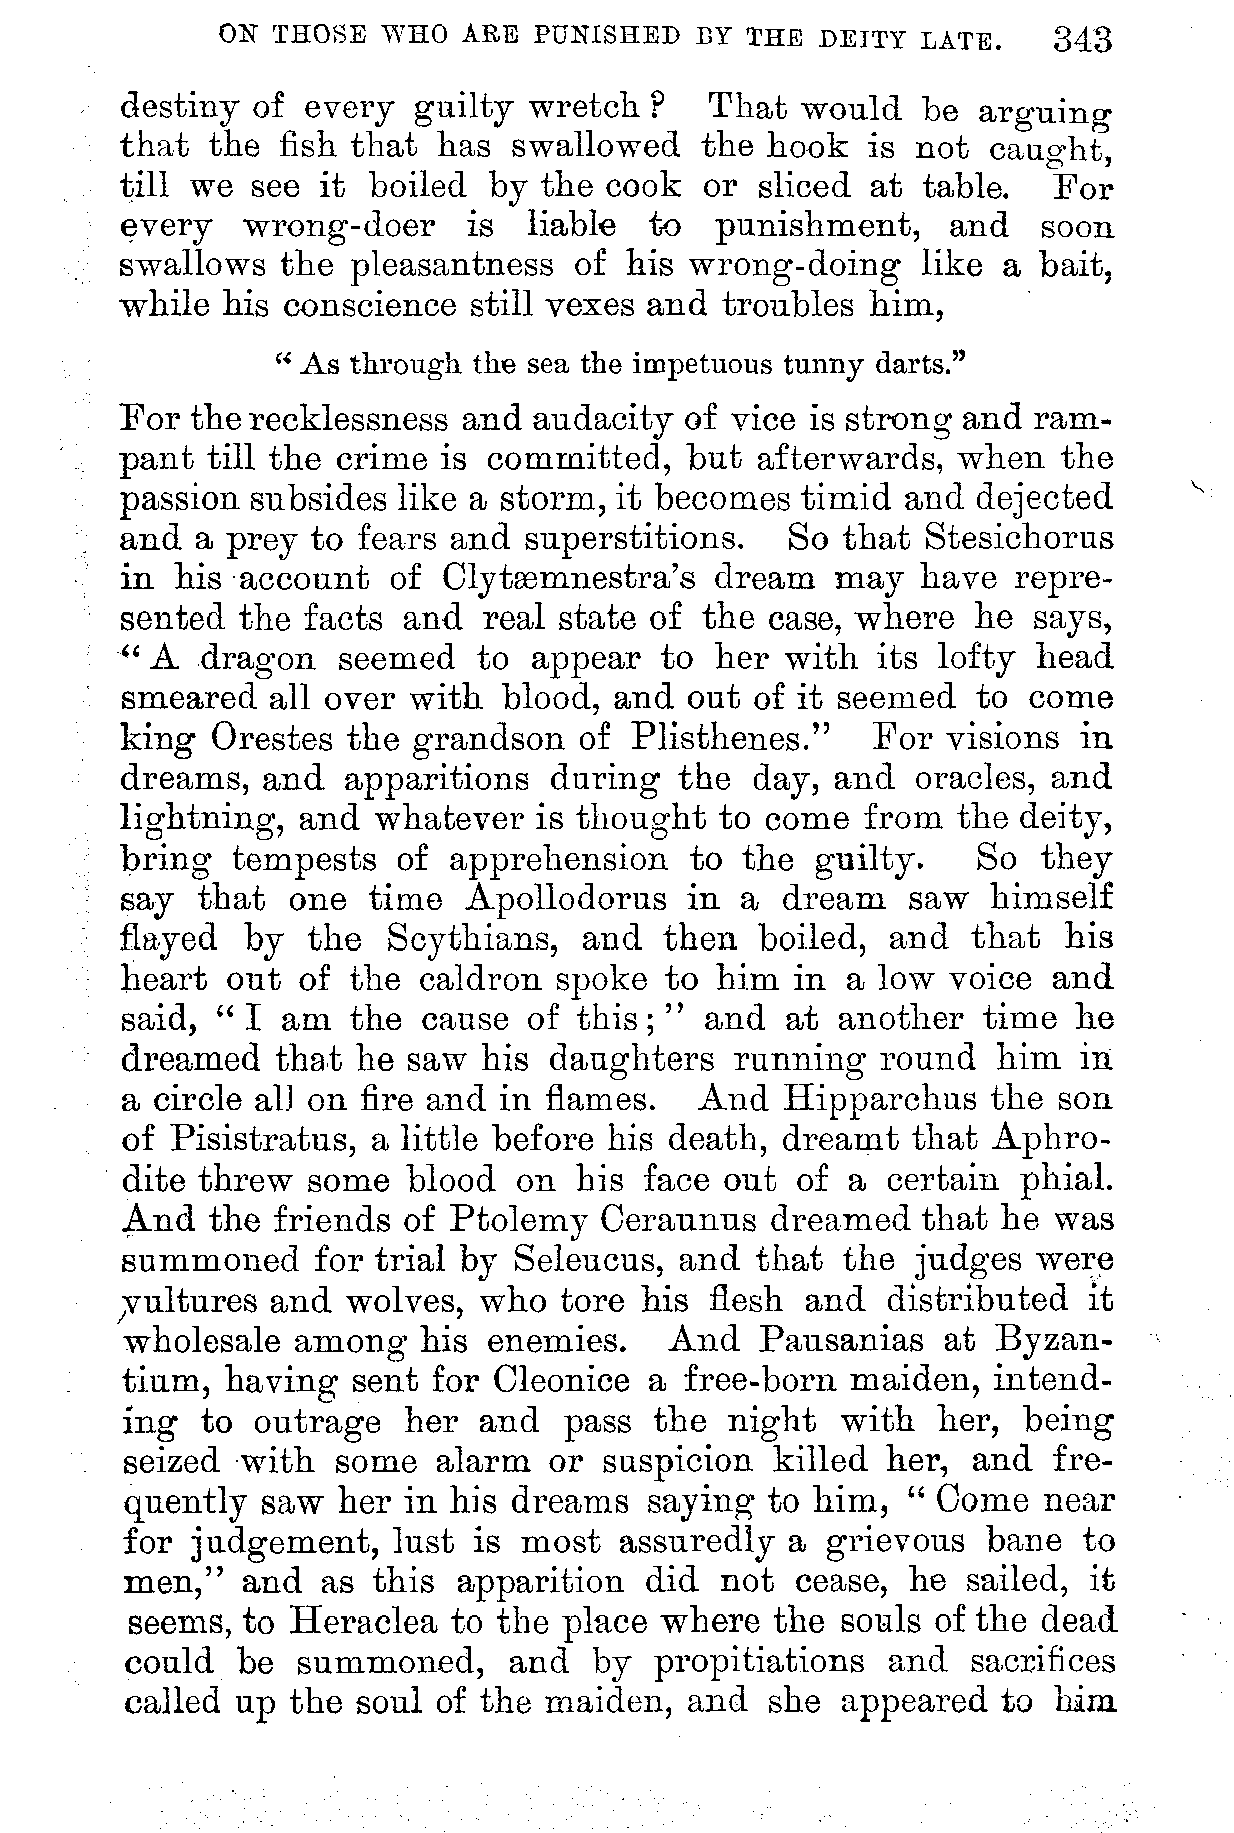 ON THOSE WHO ARE PUNISHED BY THE DEITY LATE. 343
destiny of every guilty wretch? That would be arguing
that the fish that has swallowed the hook is not caught,
till we see it boiled by the cook or sliced at table. For
every wrong-doer is liable to punishment, and soon
swallows the pleasantness of his wrong-doing like a bait,
while his conscience still vexes and troubles him,
"As through the sea the impetuous tunny darts."
For the recklessness and audacity of vice is strong and ram-
pant till the crime is committed, but afterwards, when the
passion subsides like a storm, it becomes timid and dejected
and a prey to fears and superstitions. So that Stesichorus
in his account of Clytæmnestra's dream may have repre-
sented the facts and real state of the case, where he says,
"A dragon seemed to appear to her with its lofty head
smeared all over with blood, and out of it seemed to come
king Orestes the grandson of Plisthenes." For visions in
dreams, and apparitions during the day, and oracles, and
lightning, and whatever is thought to come from the deity,
bring tempests of apprehension to the guilty. So they
say that one time Apollodorus in a dream saw himself
flayed by the Scythians, and then boiled, and that his
heart out of the caldron spoke to him in a low voice and
said, "I am the cause of this;" and at another time he
dreamed that he saw his daughters running round him in
a circle all on fire and in flames. And Hipparchus the son
of Pisistratus, a little before his death, dreamt that Aphro-
dite threw some blood on his face out of a certain phial.
And the friends of Ptolemy Ceraunus dreamed that he was
summoned for trial by Seleucus, and that the judges were
vultures and wolves, who tore his flesh and distributed it
wholesale among his enemies. And Pausanias at Byzan-
tium, having sent for Cleonice a free-born maiden, intend-
ing to outrage her and pass the night with her, being
seized with some alarm or suspicion killed her, and fre-
quently saw her in his dreams saying to him, "Come near
for judgement, lust is most assuredly a grievous bane to
men," and as this apparition did not cease, he sailed, it
seems, to Heraclea to the place where the souls of the dead
could be summoned, and by propitiations and sacrifices
called up the soul of the maiden, and she appeared to him